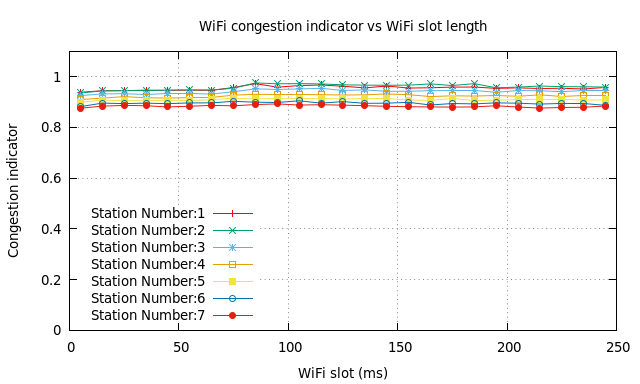 WiFi congestion indicator vs WiFi slot length
Congestion indicator
1
0.8
0.6
0.4
0.2
0
Station Number:1
Station Number:2
Station Number:3
Station Number:4
Station Number:5
Station Number:6
Station Number:7
0 50 100 150 200 250
WiFi slot (ms)